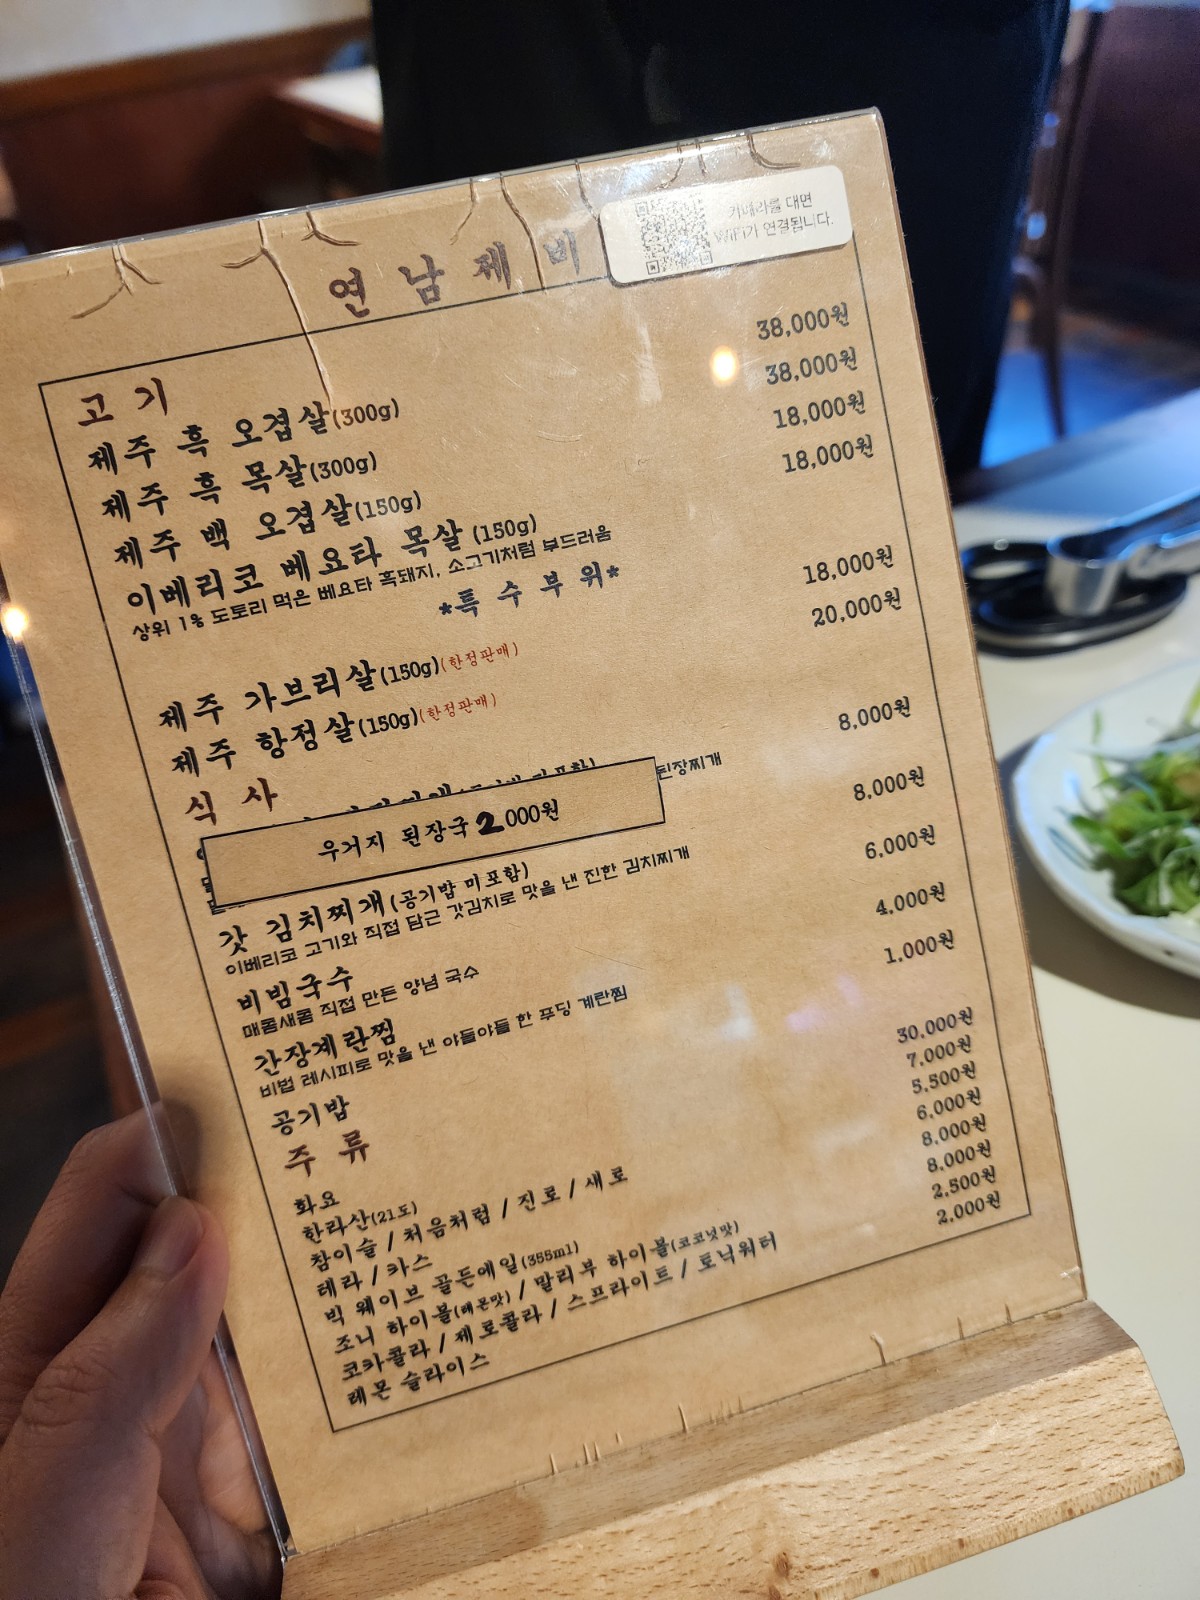 연남제비
카메라를 대면
WiFi가 연결됩니다.
고기
제주 흑 오겹살(300g) 38,000원
제주 흑 목살(300g) 38,000원
제주 백 오겹살(150g) 18,000원
이베리코 베요타 목살 (150g) 18,000원
상위 1% 도토리 먹은 베요타 흑돼지, 소고기처럼 부드러움
*특수부위*
제주 가브리살(150g)(한정판매) 18,000원
제주 항정살(150g)(한정판매) 20,000원
식사
8,000원
된장찌개
우거지 된장국 2000원
갓 김치찌개(공기밥 미포함) 8,000원
이베리코 고기와 직접 담근 갓김치로 맛을 낸 진한 김치찌개
비빔국수 6,000원
매콤새콤 직접 만든 양념 국수
간장계란찜 4,000원
비법 레시피로 맛을 낸 야들야들 한 푸딩 계란찜
공기밥 1,000원
주류
화요 30,000원
한라산(21도) 7,000원
참이슬 / 처음처럼 / 진로 / 새로 5,500원
테라 / 카스 6,000원
빅 웨이브 골든에일(355ml) 8,000원
조니 하이볼(레몬맛) / 말리부 하이볼(코코넛맛) 8,000원
코카콜라 / 제로콜라 / 스프라이트 / 토닉워터 2,500원
레몬 슬라이스 2,000원